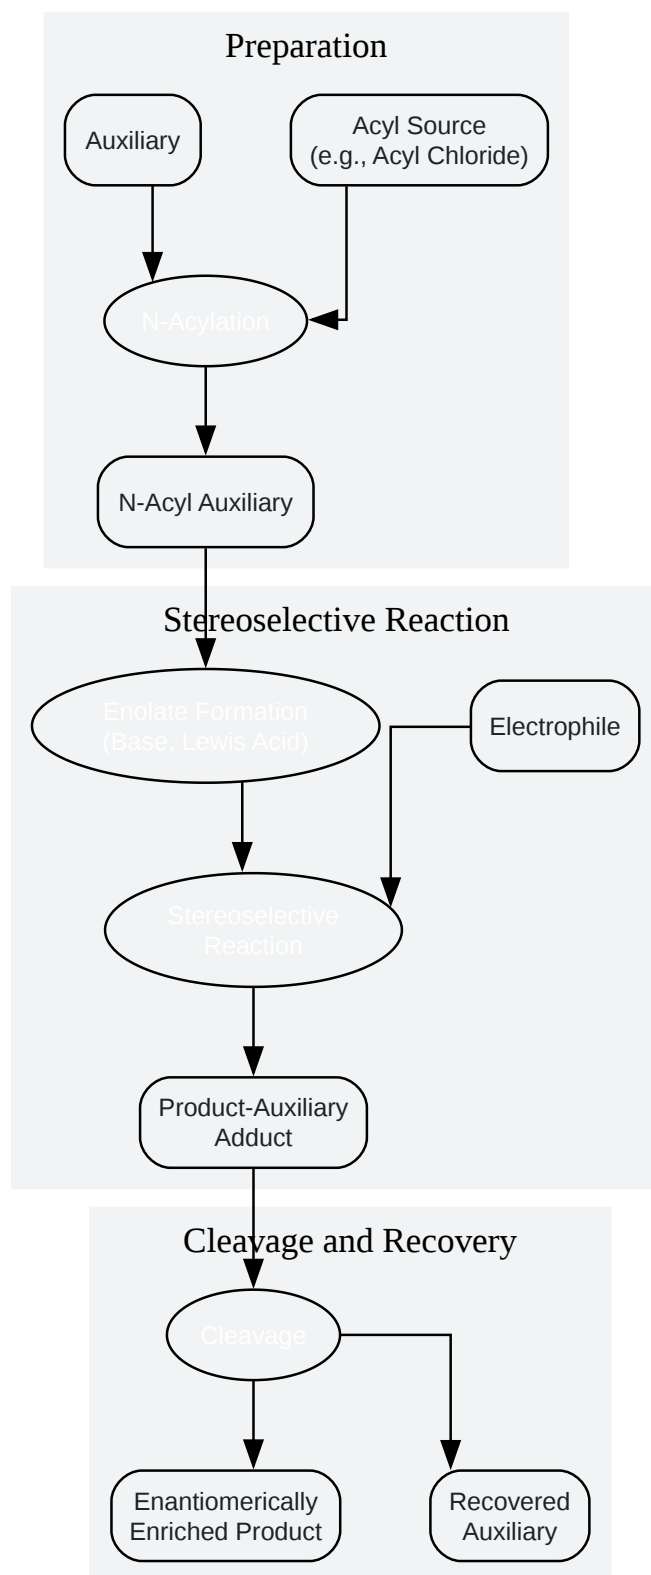 Preparation
Auxiliary
Acyl Source
(e.g., Acyl Chloride)
N-Acylation
N-Acyl Auxiliary
Stereoselective Reaction
Enolate Formation
(Base, Lewis Acid)
Electrophile
Stereoselective
Reaction
Product-Auxiliary
Adduct
Cleavage and Recovery
Cleavage
Enantiomerically
Enriched Product
Recovered
Auxiliary